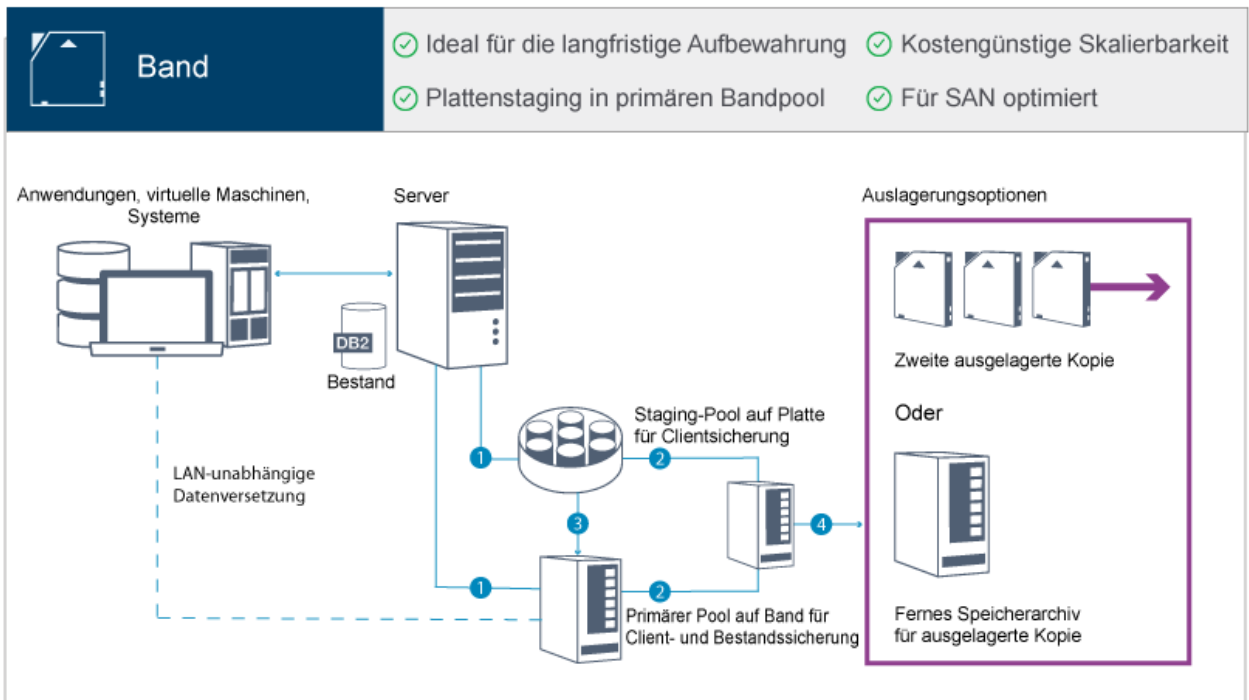 Band
Ideal für die langfristige Aufbewahrung
Kostengünstige Skalierbarkeit
Plattenstaging in primären Bandpool
Für SAN optimiert
Anwendungen, virtuelle Maschinen,
Systeme
Server
Auslagerungsoptionen
DB2
Bestand
Zweite ausgelagerte Kopie
Staging-Pool auf Platte
für Clientsicherung
Oder
1
2
LAN-unabhängige
Datenversetzung
3
4
1
2
Primärer Pool auf Band für
Client- und Bestandssicherung
Fernes Speicherarchiv
für ausgelagerte Kopie